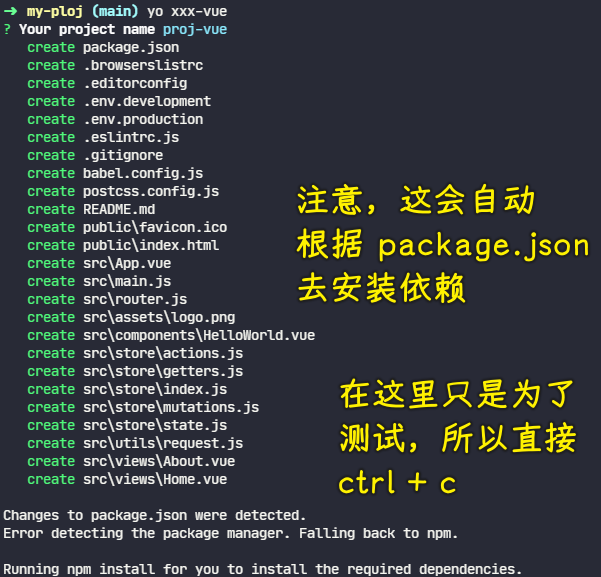 ➜ my-ploj (main) yo xxx-vue
? Your project name proj-vue
create package.json
create .browserslistrc
create .editorconfig
create .env.development
create .env.production
create .eslintrc.js
create .gitignore
create babel.config.js
create postcss.config.js
create README.md
create public\favicon.ico
create public\index.html
create src\App.vue
create src\main.js
create src\router.js
create src\assets\logo.png
create src\components\HelloWorld.vue
create src\store\actions.js
create src\store\getters.js
create src\store\index.js
create src\store\mutations.js
create src\store\state.js
create src\utils\request.js
create src\views\About.vue
create src\views\Home.vue
注意，这会自动
根据 package.json
去安装依赖
在这里只是为了
测试，所以直接
ctrl + c
Changes to package.json were detected.
Error detecting the package manager. Falling back to npm.
Running npm install for you to install the required dependencies.